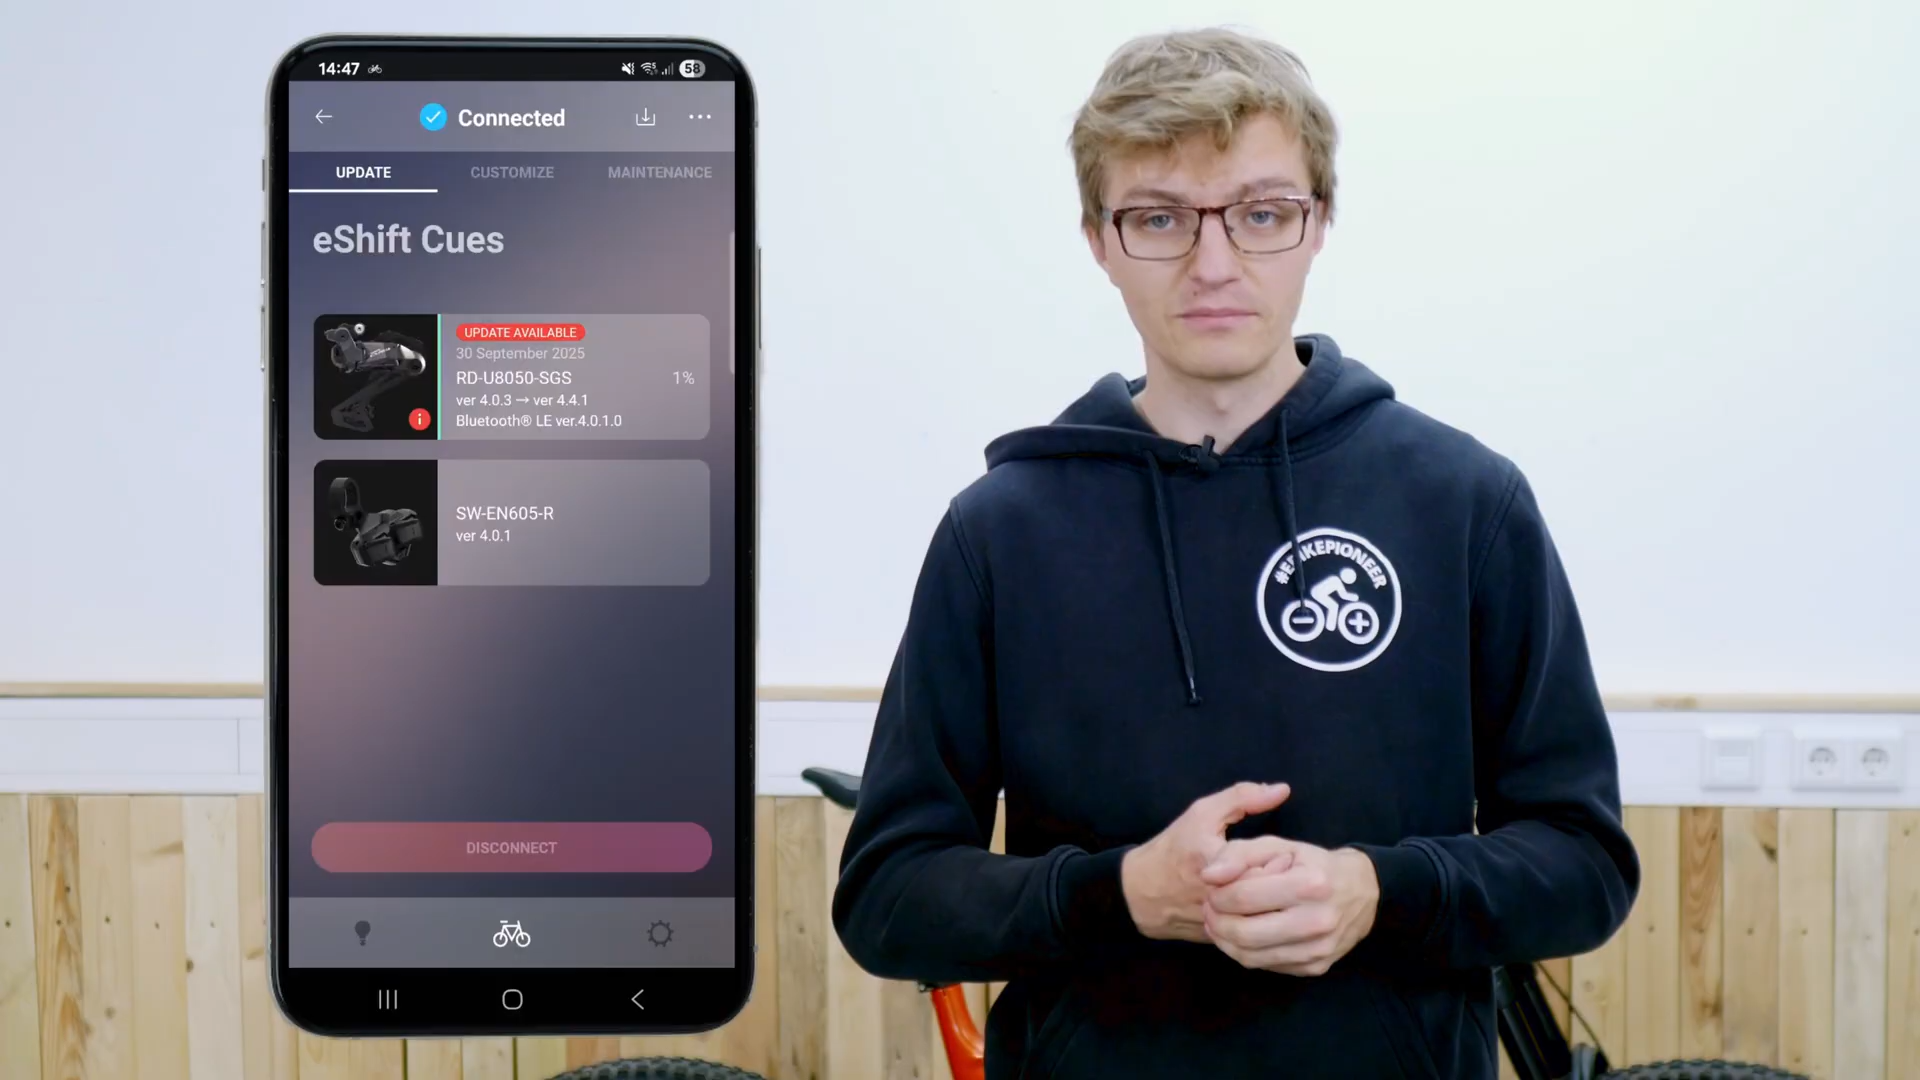 14:47
58
Connected
UPDATE CUSTOMIZE MAINTENANCE
eShift Cues
UPDATE AVAILABLE
30 September 2025
RD-U8050-SGS 1%
ver 4.0.3 → ver 4.4.1
Bluetooth® LE ver.4.0.1.0
SW-EN605-R
ver 4.0.1
DISCONNECT
#EBIKEPIONEER